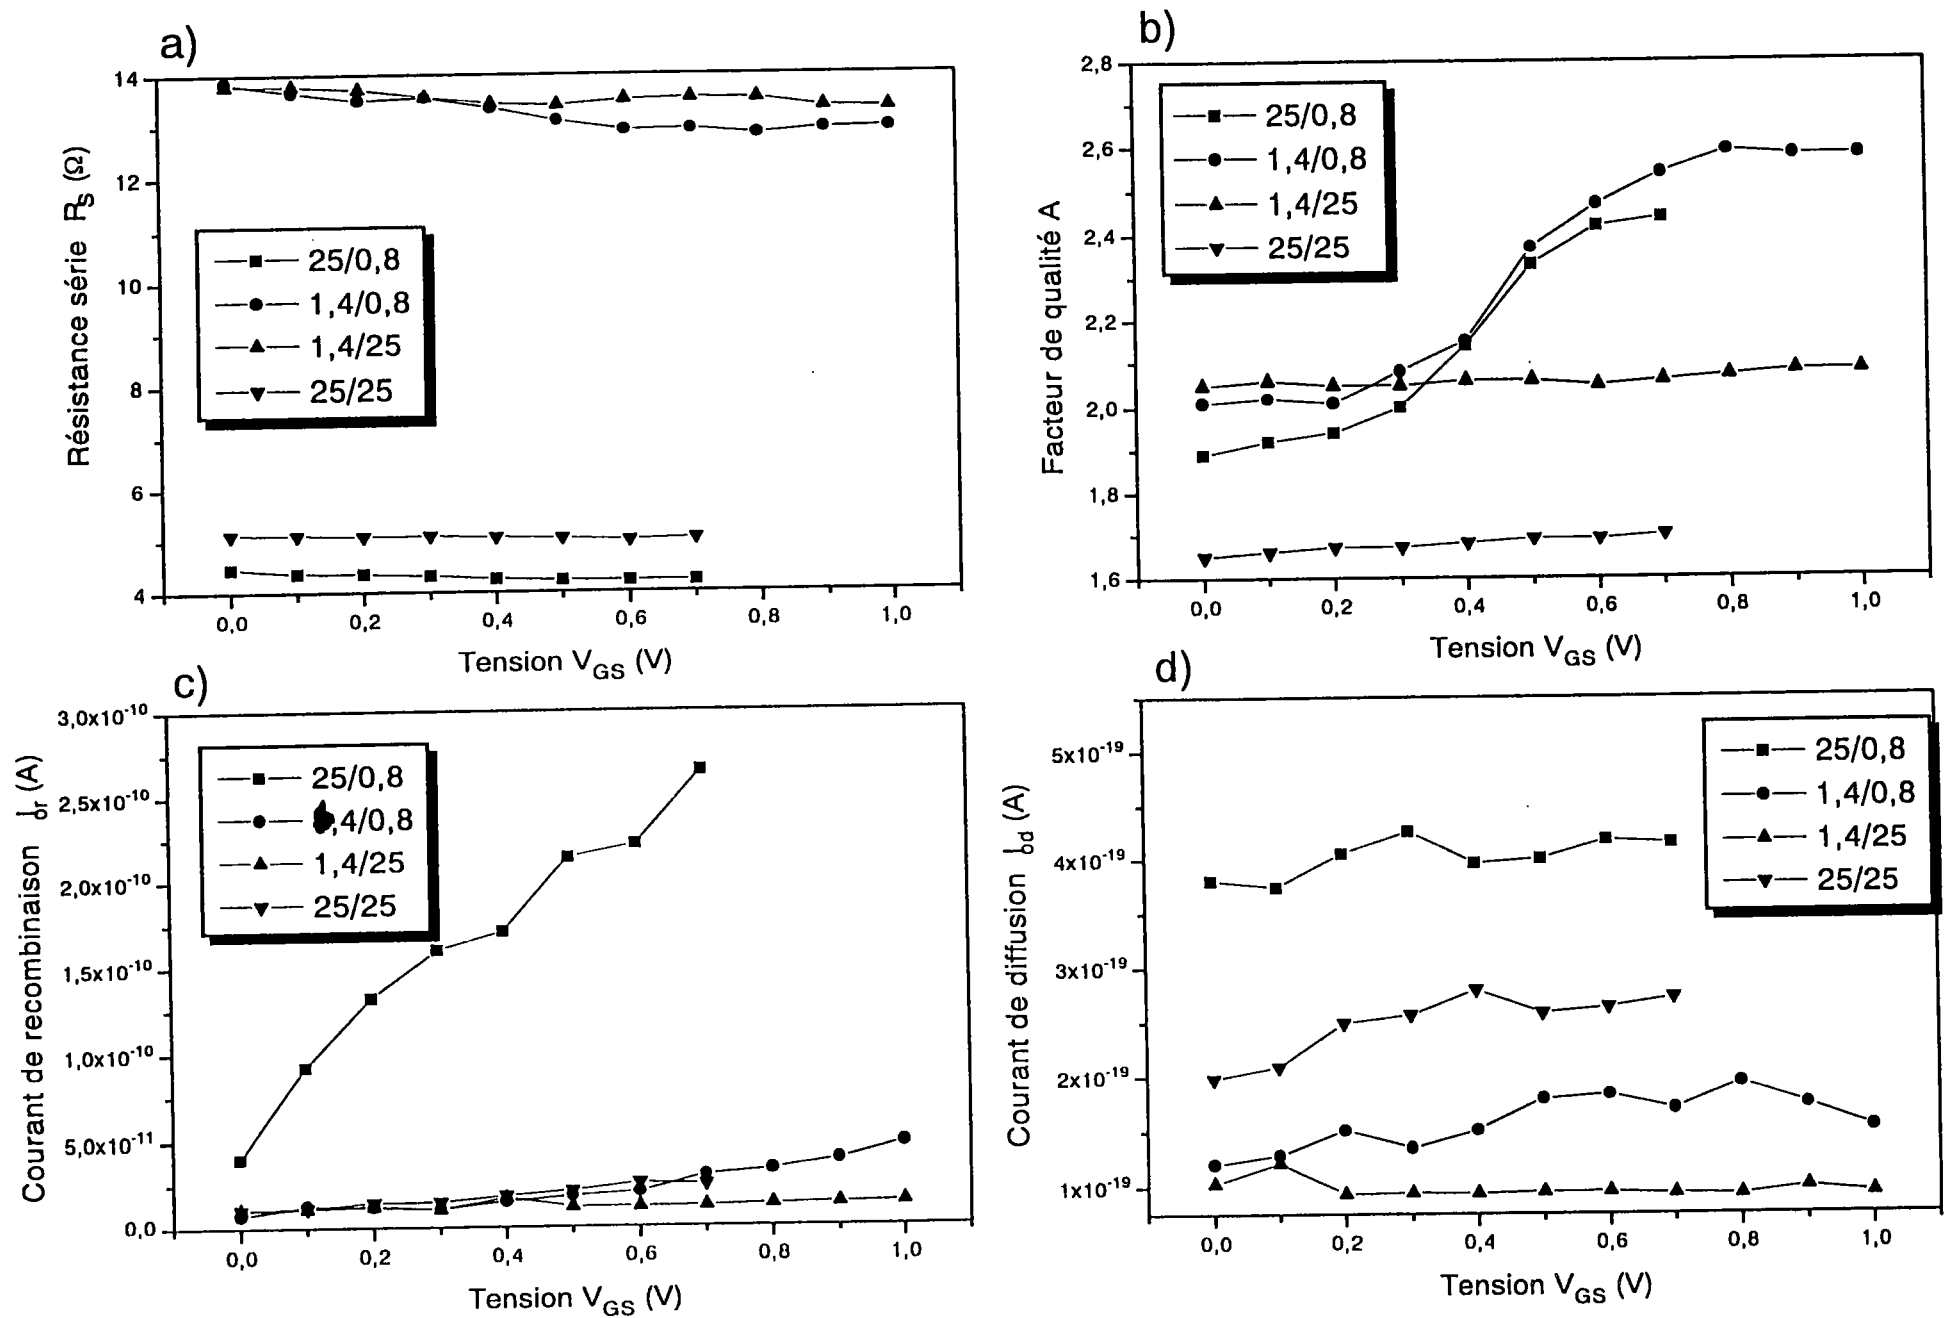 a)
14
12
10
8
6
4
Résistance série RS (Ω)
25/0,8
1,4/0,8
1,4/25
25/25
0,0 0,2 0,4 0,6 0,8 1,0
Tension VGS (V)
b)
2,8
2,6
2,4
2,2
2,0
1,8
1,6
Facteur de qualité A
25/0,8
1,4/0,8
1,4/25
25/25
0,0 0,2 0,4 0,6 0,8 1,0
Tension VGS (V)
c)
3,0x10-10
2,5x10-10
2,0x10-10
1,5x10-10
1,0x10-10
5,0x10-11
0,0
Courant de recombinaison Ior (A)
25/0,8
,4/0,8
1,4/25
25/25
0,0 0,2 0,4 0,6 0,8 1,0
Tension VGS (V)
d)
5x10-19
4x10-19
3x10-19
2x10-19
1x10-19
Courant de diffusion Iod (A)
25/0,8
1,4/0,8
1,4/25
25/25
0,0 0,2 0,4 0,6 0,8 1,0
Tension VGS (V)